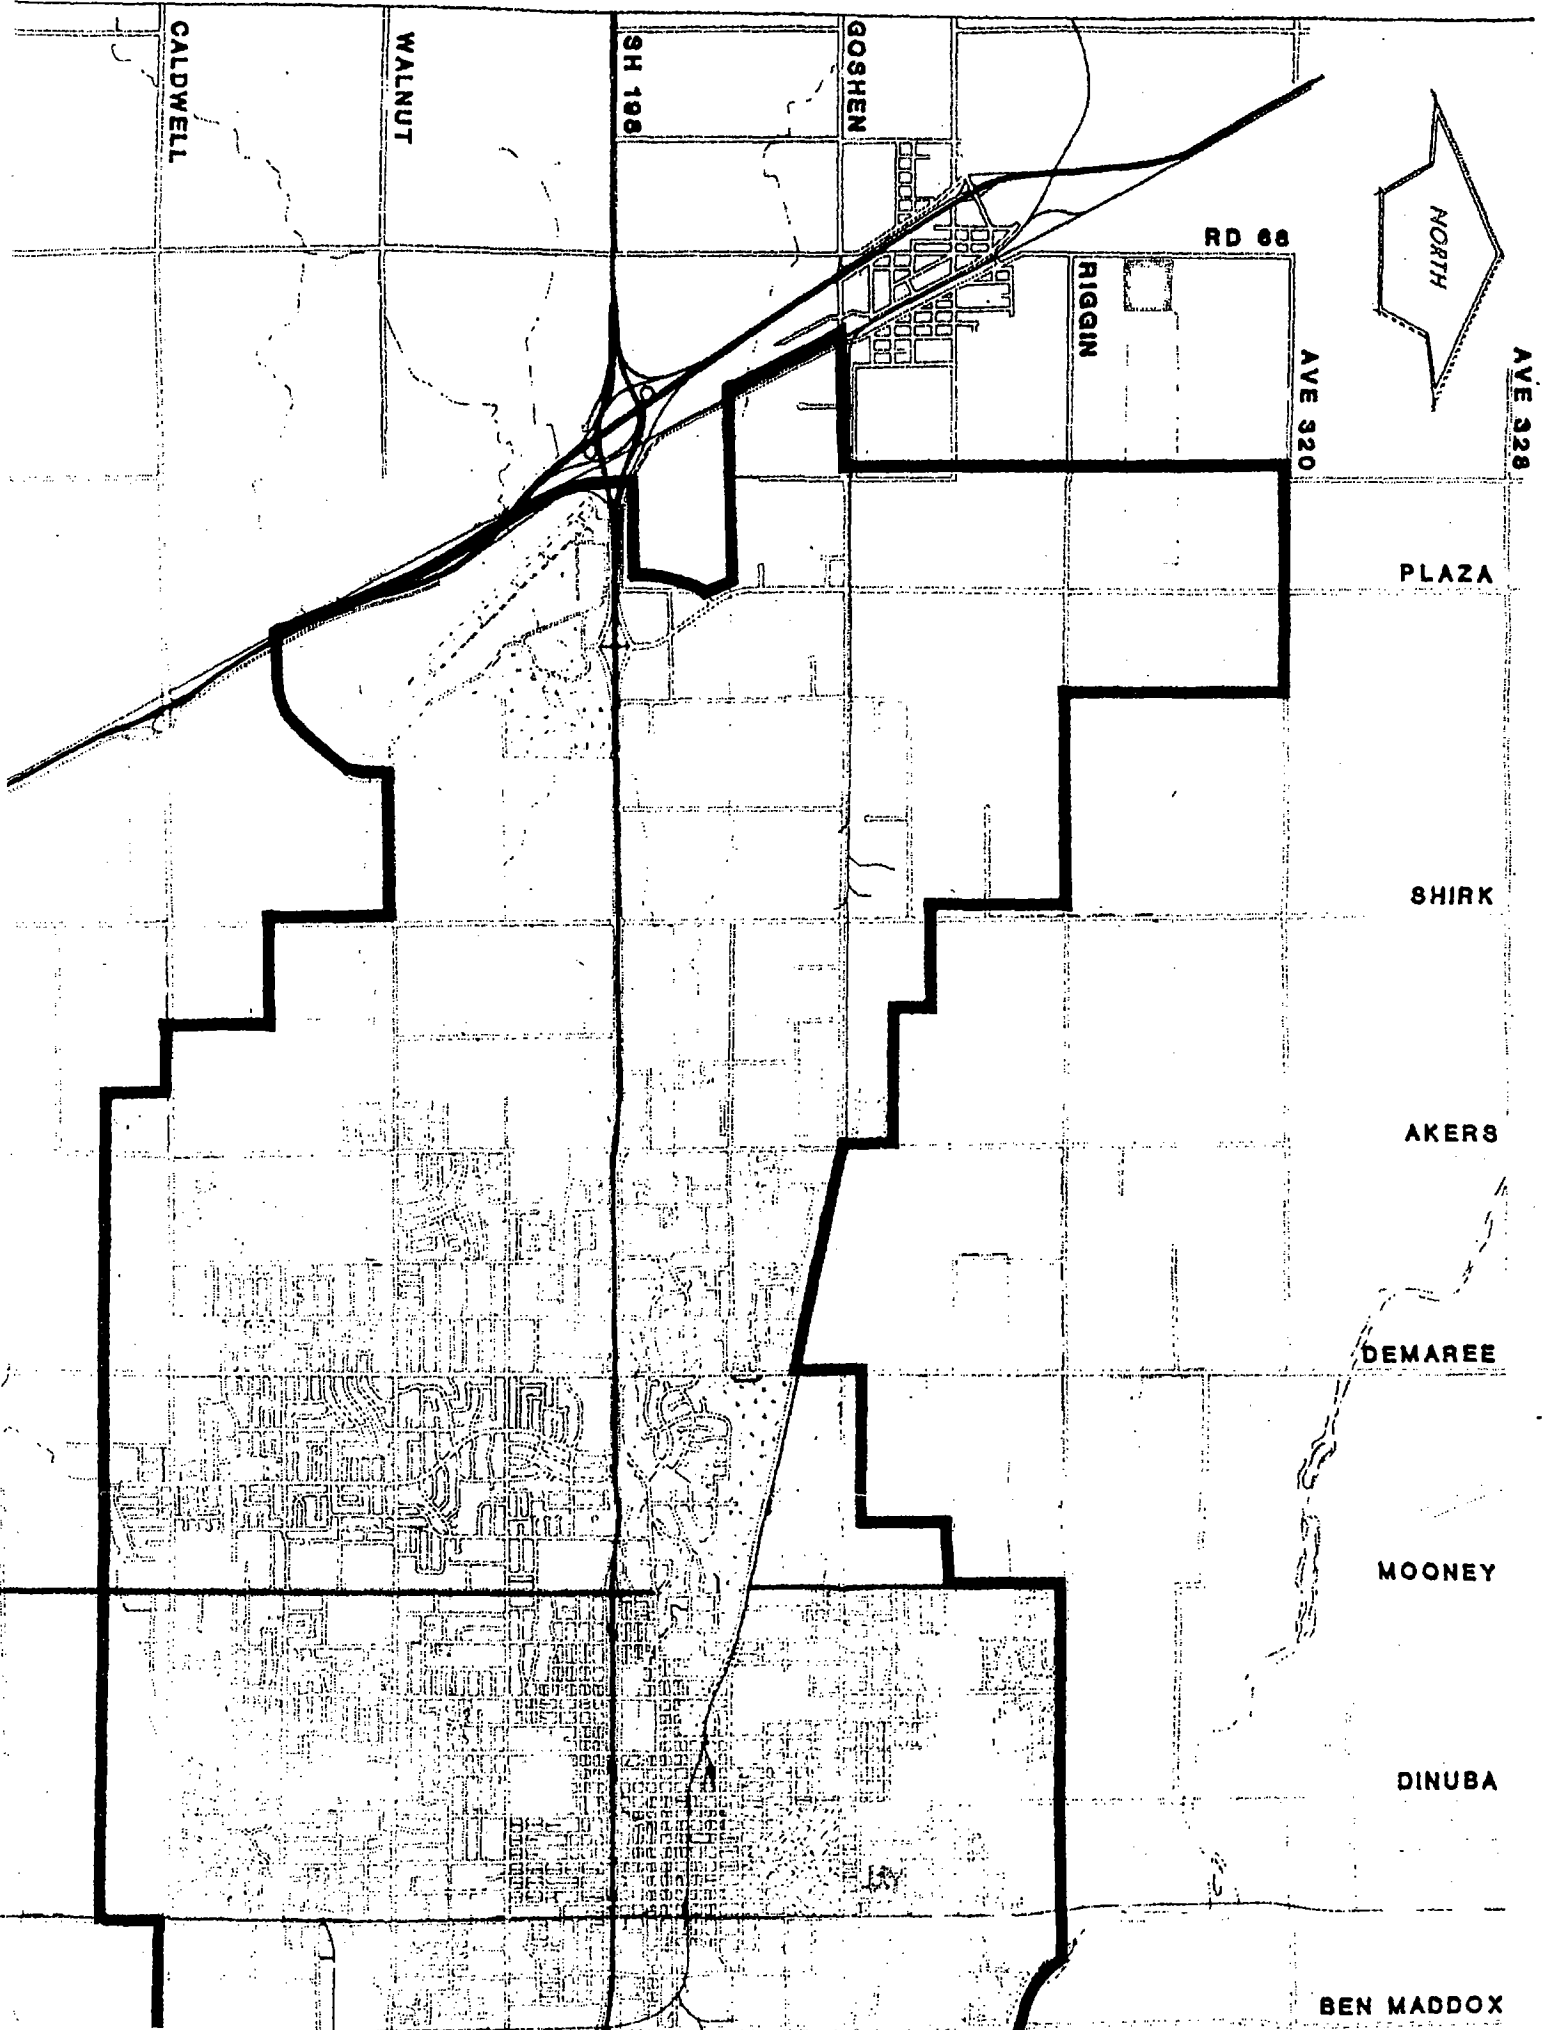 CALDWELL
WALNUT
SH 198
GOSHEN
NORTH
RD 68
RIGGIN
AVE 320
AVE 328
PLAZA
SHIRK
AKERS
DEMAREE
MOONEY
DINUBA
BEN MADDOX